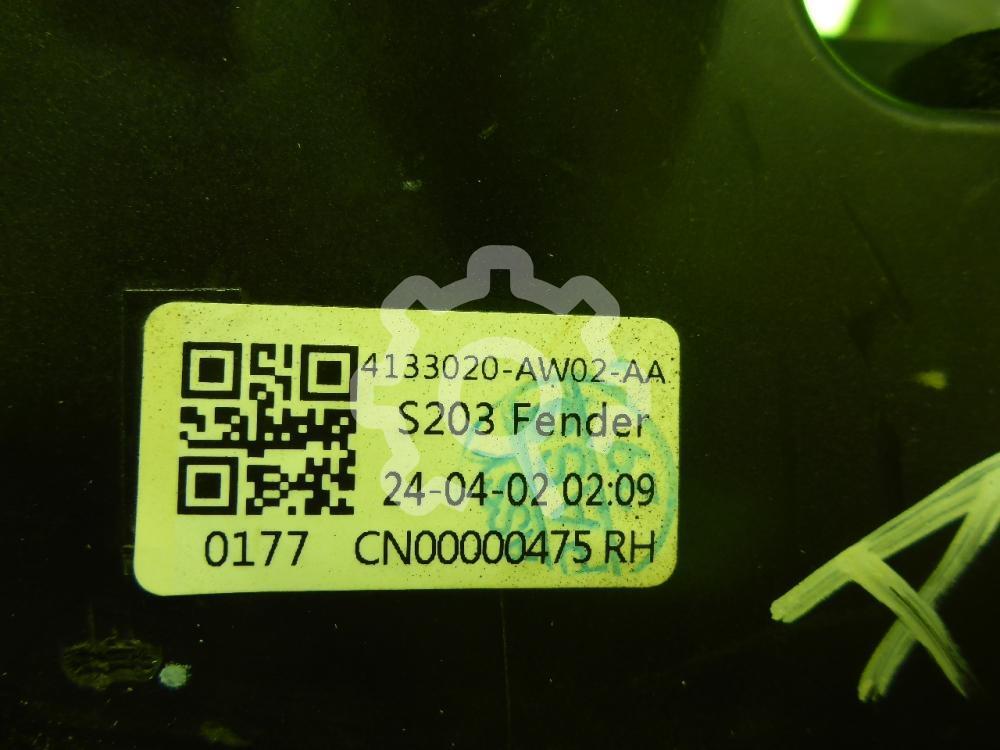 4133020-AW02-AA
S203 Fender
24-04-02 02:09
0177 CN00000475 RH